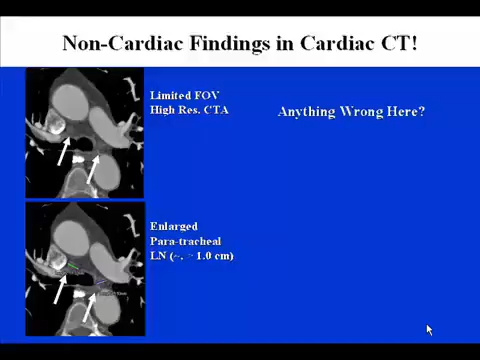 Non-Cardiac Findings in Cardiac CT!
Limited FOV
High Res. CTA
Anything Wrong Here?
Enlarged
Para-tracheal
LN (~. > 1.0 cm)